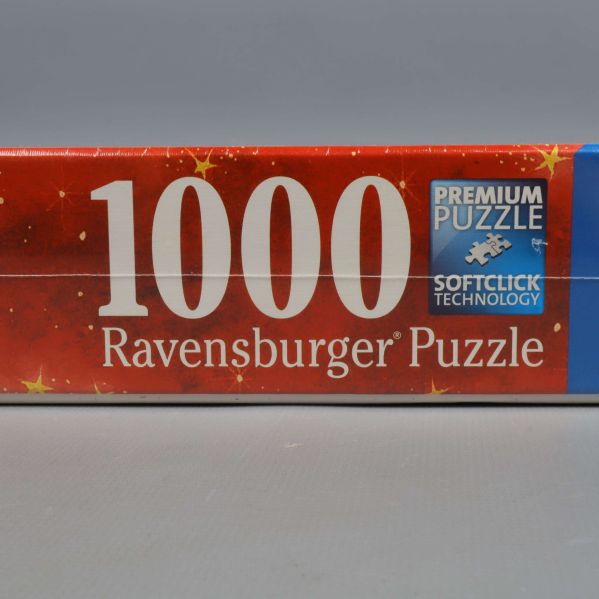 1000
PREMIUM
PUZZLE
SOFTCLICK
TECHNOLOGY
Ravensburger® Puzzle